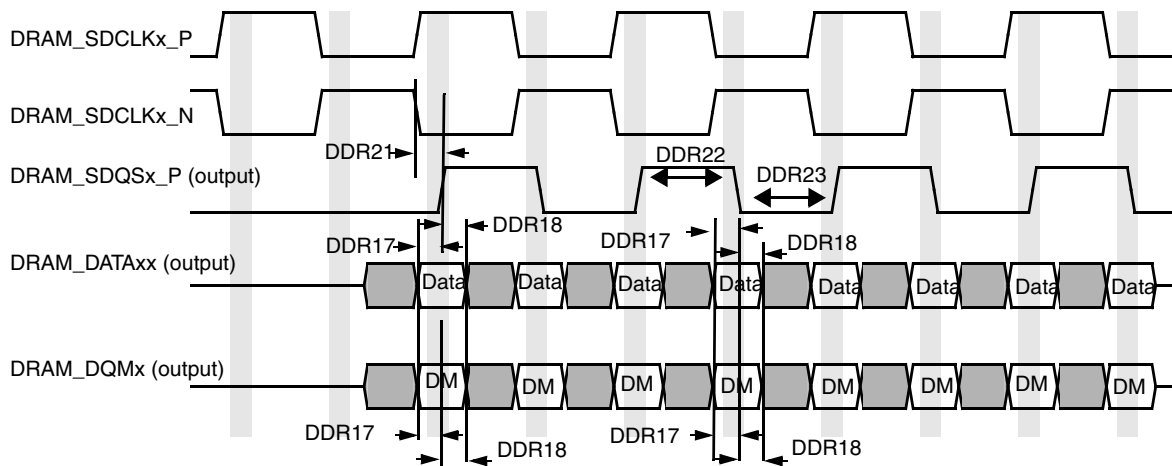 DRAM_SDCLKx_P
DRAM_SDCLKx_N
DDR21
DDR22
DRAM_SDQSx_P (output)
DDR23
DDR18
DDR17
DDR17
DDR18
DRAM_DATAxx (output)
Data Data Data Data Data Data Data Data
DRAM_DQMx (output)
DM DM DM DM DM DM DM DM
DDR17
DDR18
DDR17
DDR18